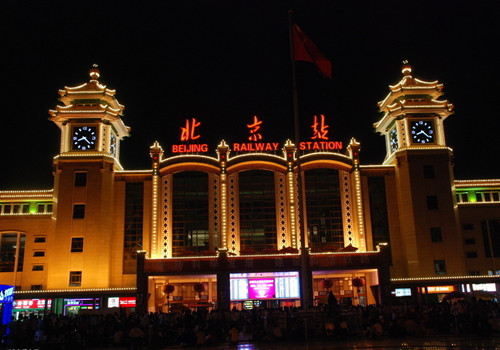 北京站
BEIJING RAILWAY STATION